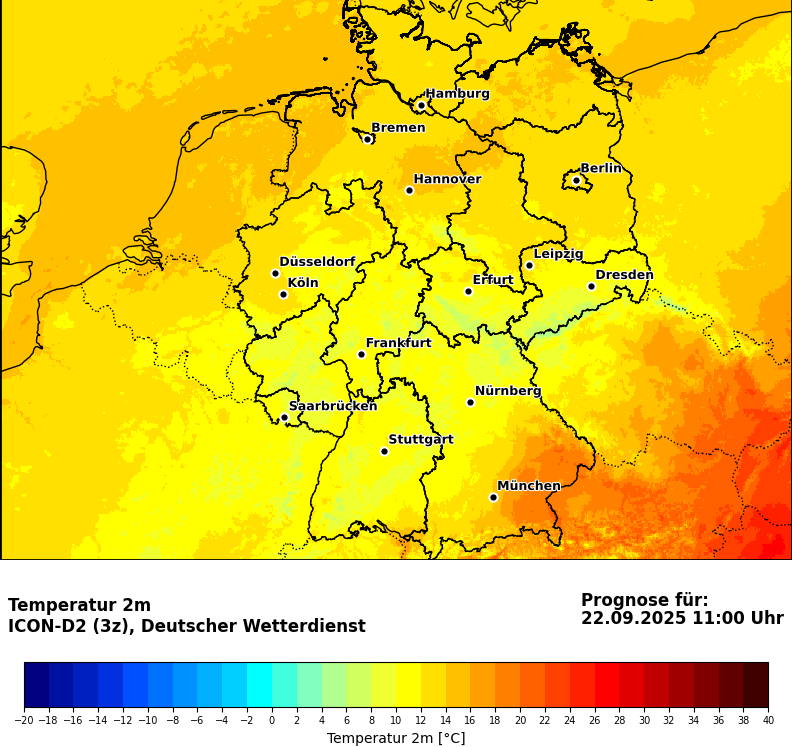 Hamburg
Bremen
Berlin
Hannover
Leipzig
Düsseldorf
Dresden
Köln
Erfurt
Frankfurt
Nürnberg
Saarbrücken
Stuttgart
München
Temperatur 2m
ICON-D2 (3z), Deutscher Wetterdienst
Prognose für:
22.09.2025 11:00 Uhr
−20 −18 −16 −14 −12 −10 −8 −6 −4 −2 0 2 4 6 8 10 12 14 16 18 20 22 24 26 28 30 32 34 36 38 40
Temperatur 2m [°C]